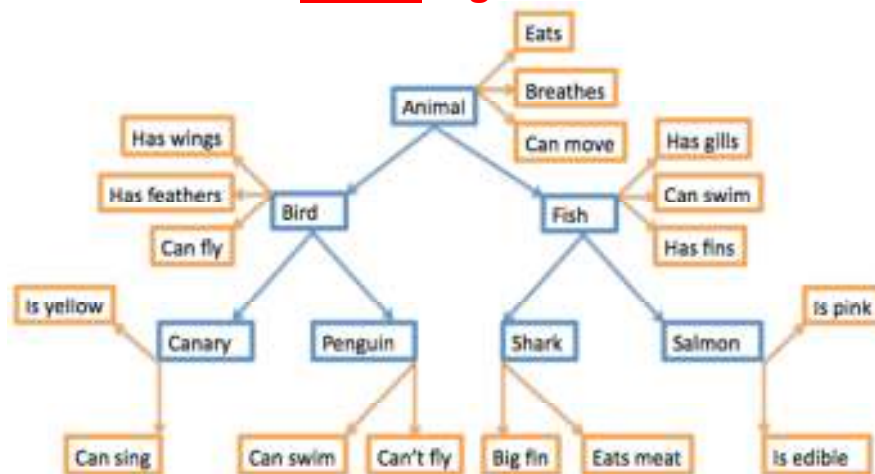 Eats
Animal
Breathes
Can move
Has wings
Has feathers
Can fly
Bird
Has gills
Can swim
Has fins
Fish
Is yellow
Canary
Can sing
Penguin
Can swim
Can't fly
Shark
Big fin
Eats meat
Salmon
Is pink
Is edible